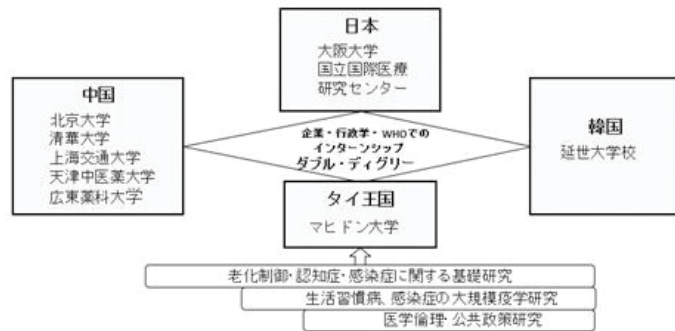 日本
大阪大学
国立国際医療
研究センター
中国
北京大学
清華大学
上海交通大学
天津中医薬大学
広東薬科大学
企業・行政学・WHOでの
インターンシップ
ダブル・ディグリー
韓国
延世大学校
タイ王国
マヒドン大学
老化制御・認知症・感染症に関する基礎研究
生活習慣病、感染症の大規模疫学研究
医学倫理・公共政策研究